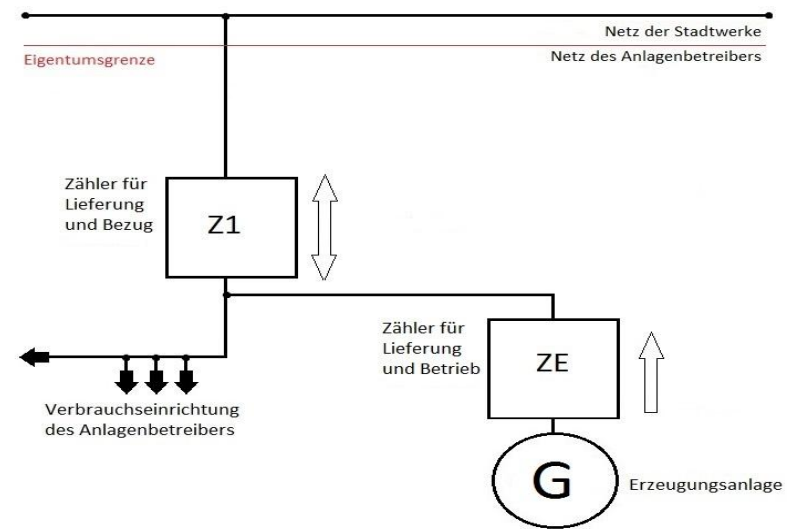 Netz der Stadtwerke
Eigentumsgrenze
Netz des Anlagenbetreibers
Zähler für
Lieferung
und Bezug
Z1
Zähler für
Lieferung
und Betrieb
ZE
Verbrauchseinrichtung
des Anlagenbetreibers
G
Erzeugungsanlage